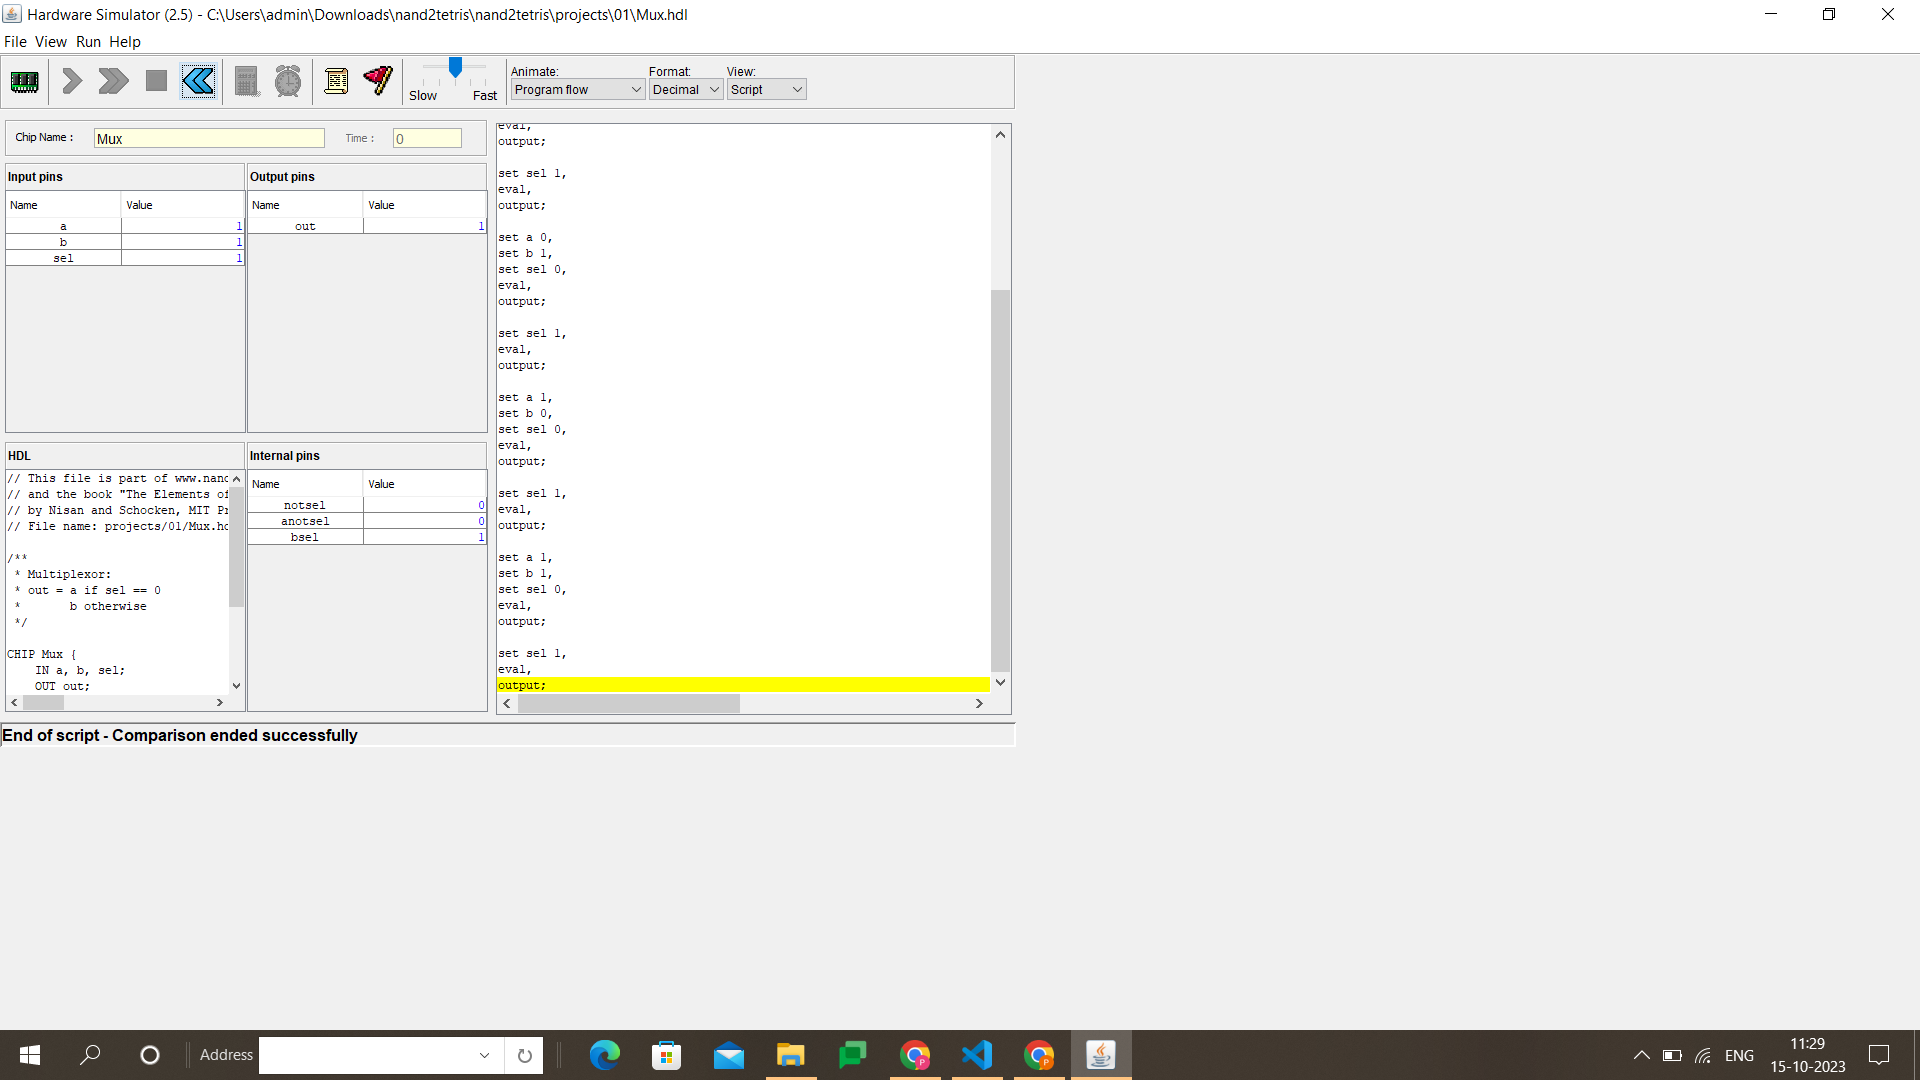 Hardware Simulator (2.5) - C:\Users\admin\Downloads\nand2tetris\nand2tetris\projects\01\Mux.hdl
File View Run Help
Slow Fast
Animate: Format: View:
Program flow Decimal Script
Chip Name : Mux Time : 0
Input pins
Name Value
a 1
b 1
sel 1
Output pins
Name Value
out 1
HDL
// This file is part of www.nand
// and the book "The Elements of
// by Nisan and Schocken, MIT Pr
// File name: projects/01/Mux.hd
/**
* Multiplexor:
* out = a if sel == 0
* b otherwise
*/
CHIP Mux {
IN a, b, sel;
OUT out;
Internal pins
Name Value
notsel 0
anotsel 0
bsel 1
eval,
output;
set sel 1,
eval,
output;
set a 0,
set b 1,
set sel 0,
eval,
output;
set sel 1,
eval,
output;
set a 1,
set b 0,
set sel 0,
eval,
output;
set sel 1,
eval,
output;
set a 1,
set b 1,
set sel 0,
eval,
output;
set sel 1,
eval,
output;
End of script - Comparison ended successfully
Address
P
P
ENG
11:29
15-10-2023